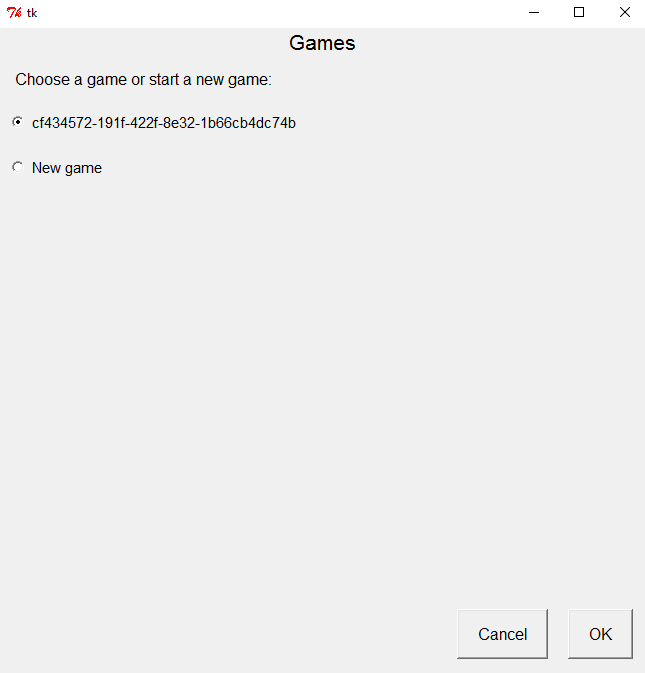 tk
Games
Choose a game or start a new game:
cf434572-191f-422f-8e32-1b66cb4dc74b
New game
Cancel
OK